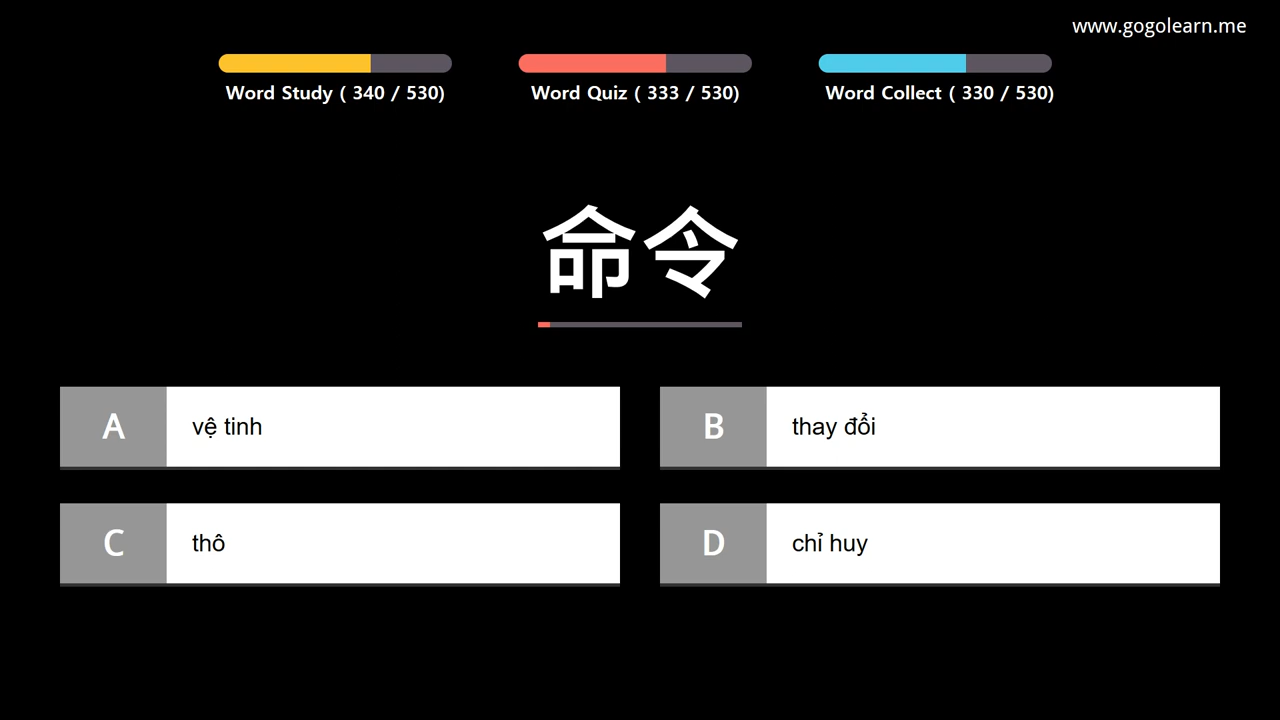 www.gogolearn.me
Word Study ( 340 / 530)
Word Quiz ( 333 / 530)
Word Collect ( 330 / 530)
命令
A vệ tinh
B thay đổi
C thô
D chỉ huy